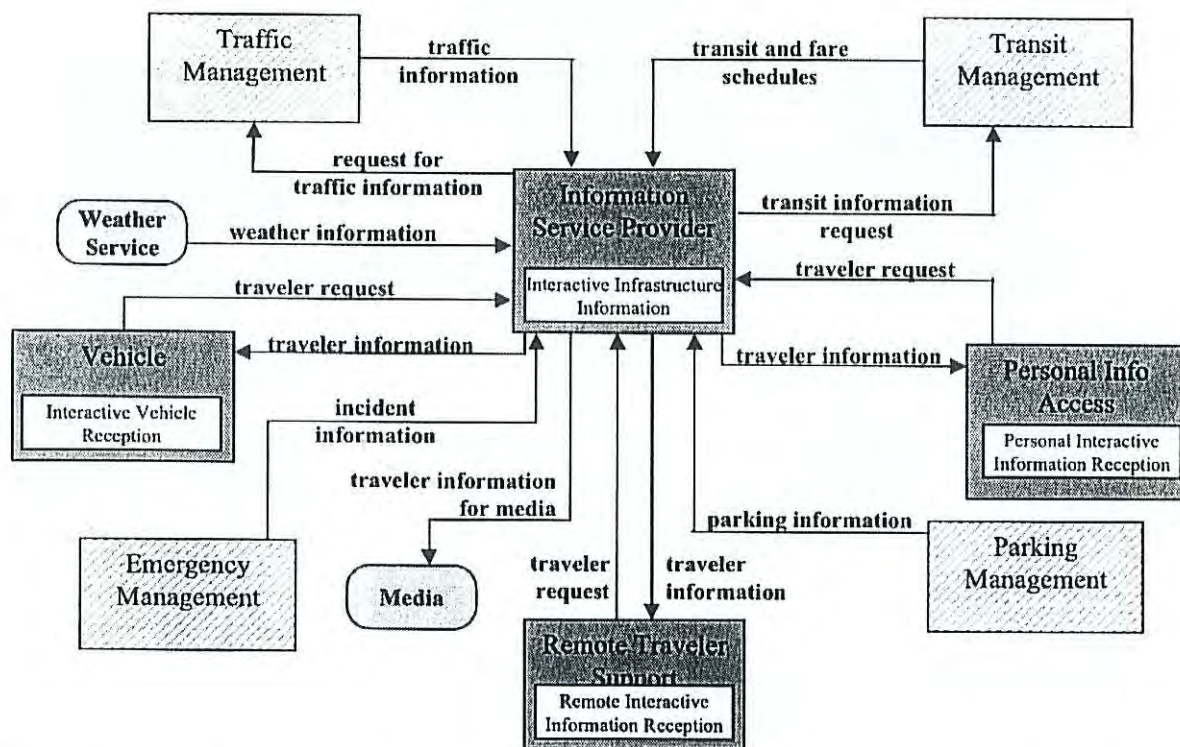 Traffic
Management
traffic
information
transit and fare
schedules
Transit
Management
request for
traffic information
Information
Service Provider
Interactive Infrastructure
Information
transit information
request
Weather
Service
weather information
traveler request
traveler request
Vehicle
Interactive Vehicle
Reception
traveler information
traveler information
Personal Info
Access
Personal Interactive
Information Reception
incident
information
traveler information
for media
parking information
Emergency
Management
Media
traveler
request
traveler
information
Parking
Management
Remote Traveler
Support
Remote Interactive
Information Reception